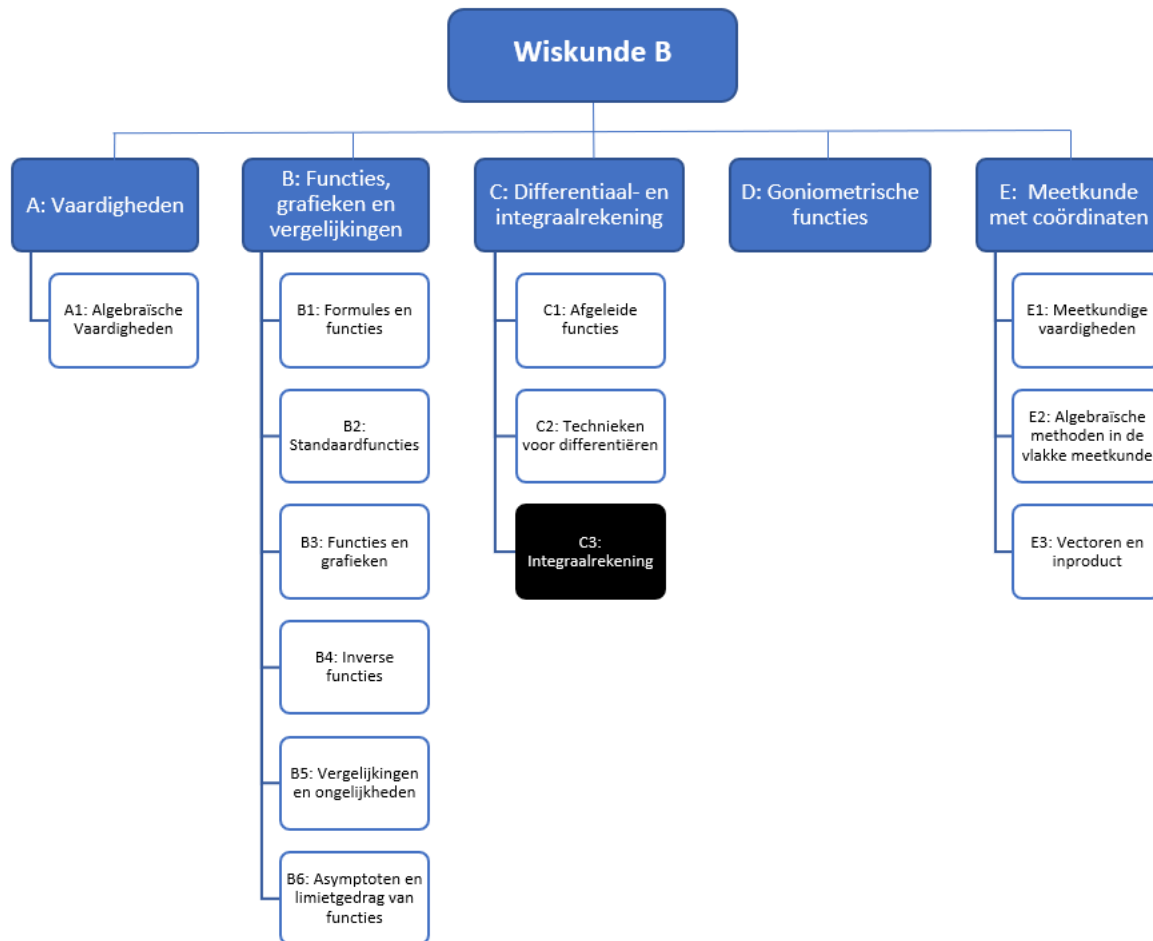 Wiskunde B
A: Vaardigheden
B: Functies,
grafieken en
vergelijkingen
C: Differentiaal- en
integraalrekening
D: Goniometrische
functies
E: Meetkunde
met coördinaten
A1: Algebraïsche
Vaardigheden
B1: Formules en
functies
B2:
Standaardfuncties
B3: Functies en
grafieken
B4: Inverse
functies
B5: Vergelijkingen
en ongelijkheden
B6: Asymptoten en
limietgedrag van
functies
C1: Afgeleide
functies
C2: Technieken
voor differentiëren
C3:
Integraalrekening
E1: Meetkundige
vaardigheden
E2: Algebraïsche
methoden in de
vlakke meetkunde
E3: Vectoren en
inproduct